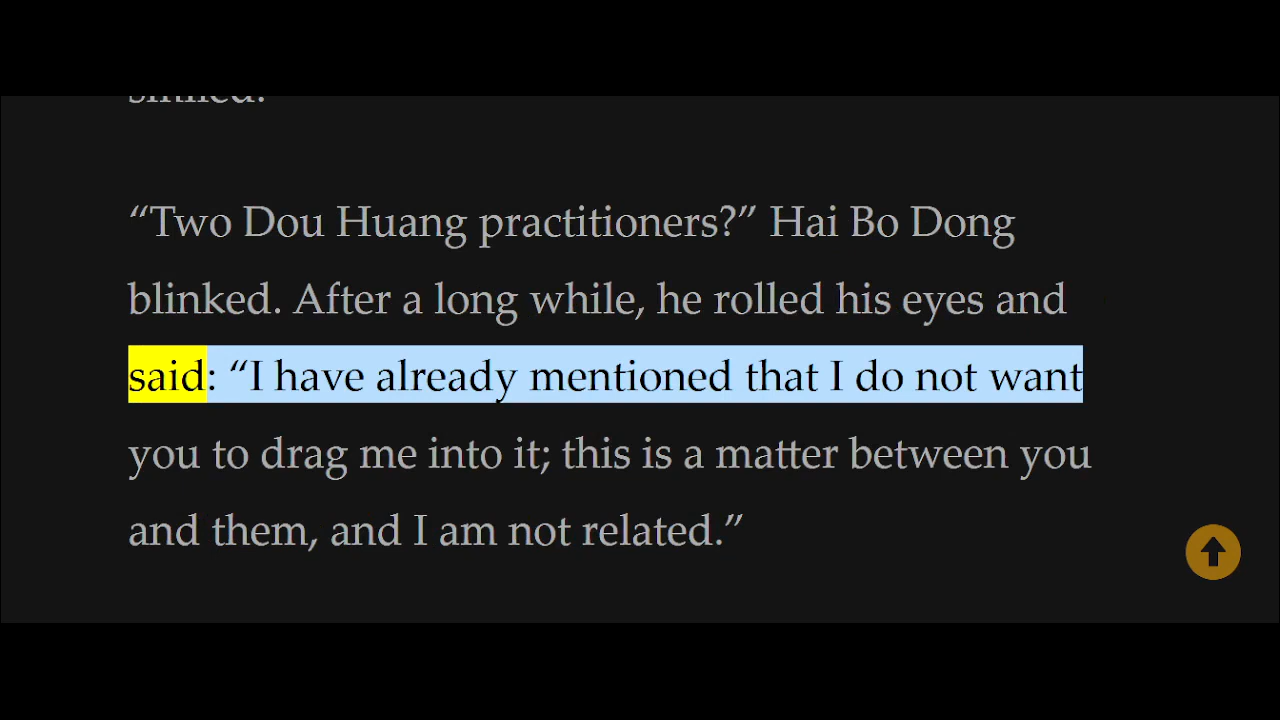 “Two Dou Huang practitioners?” Hai Bo Dong
blinked. After a long while, he rolled his eyes and
said: “I have already mentioned that I do not want
you to drag me into it; this is a matter between you
and them, and I am not related.”